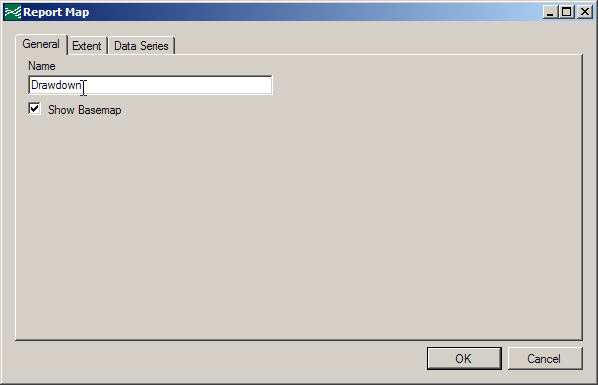 Report Map
General Extent Data Series
Name
Drawdown
Show Basemap
OK Cancel